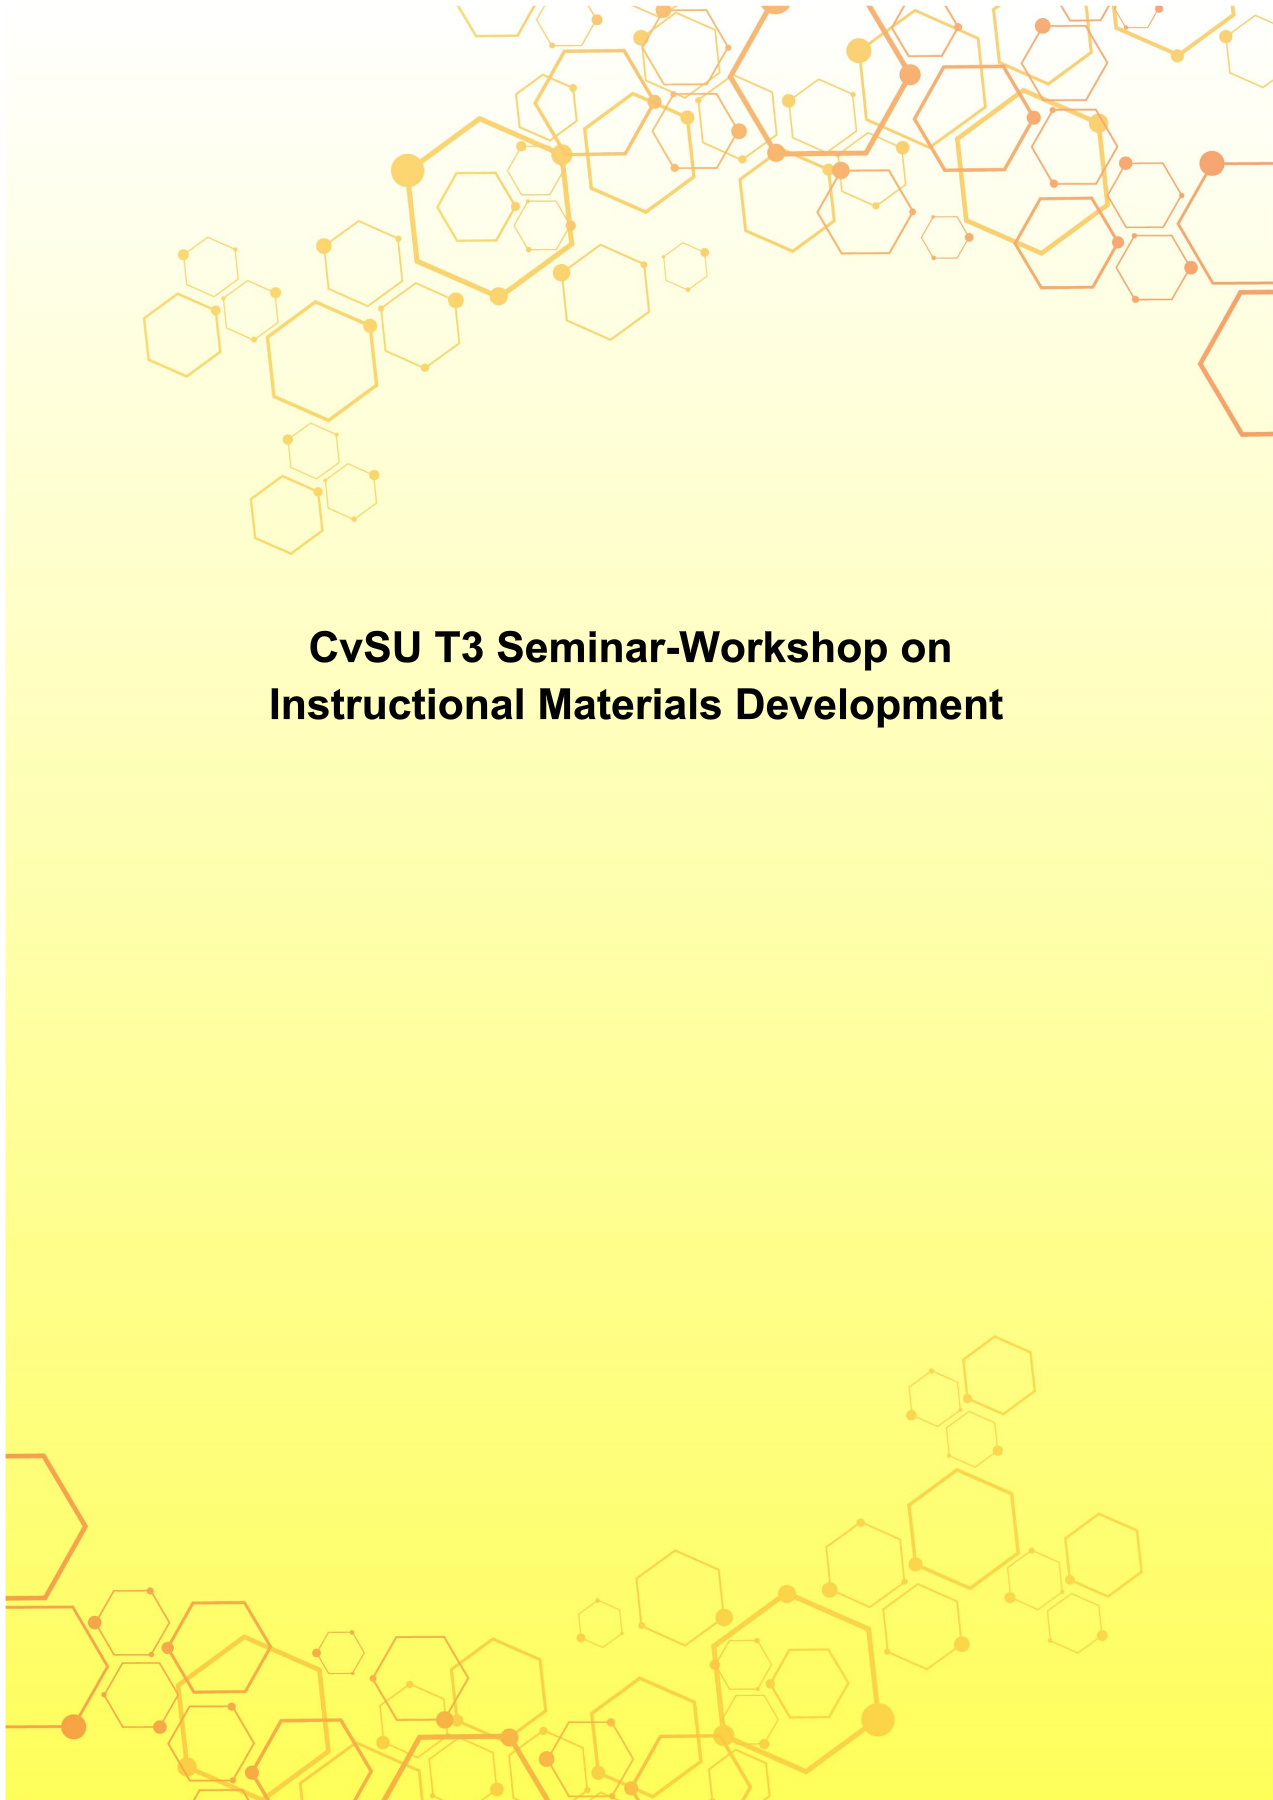 CvSU T3 Seminar-Workshop on
Instructional Materials Development